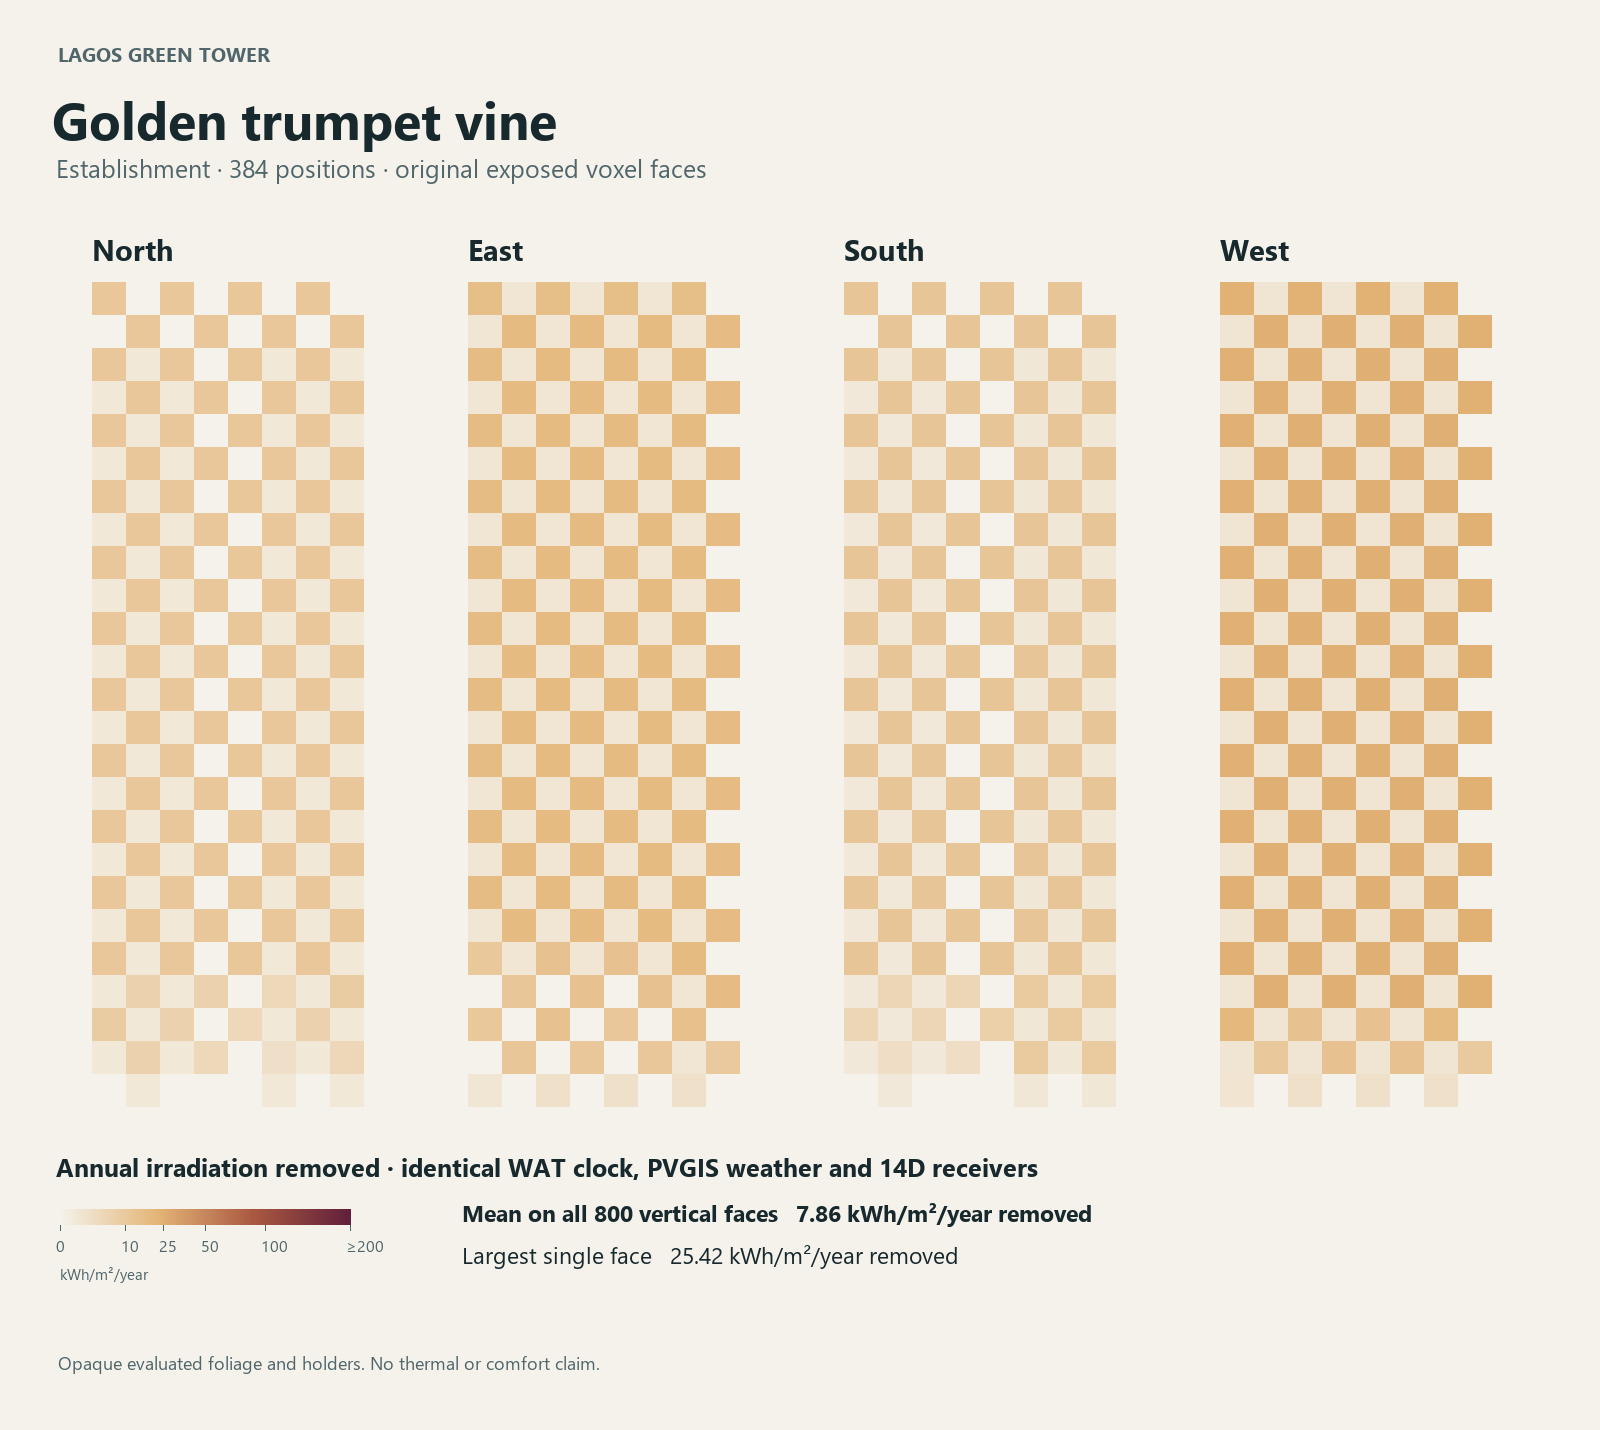 LAGOS GREEN TOWER
Golden trumpet vine
Establishment · 384 positions · original exposed voxel faces
North East South West
Annual irradiation removed · identical WAT clock, PVGIS weather and 14D receivers
Mean on all 800 vertical faces 7.86 kWh/m²/year removed
0 10 25 50 100 ≥200
Largest single face 25.42 kWh/m²/year removed
kWh/m²/year
Opaque evaluated foliage and holders. No thermal or comfort claim.